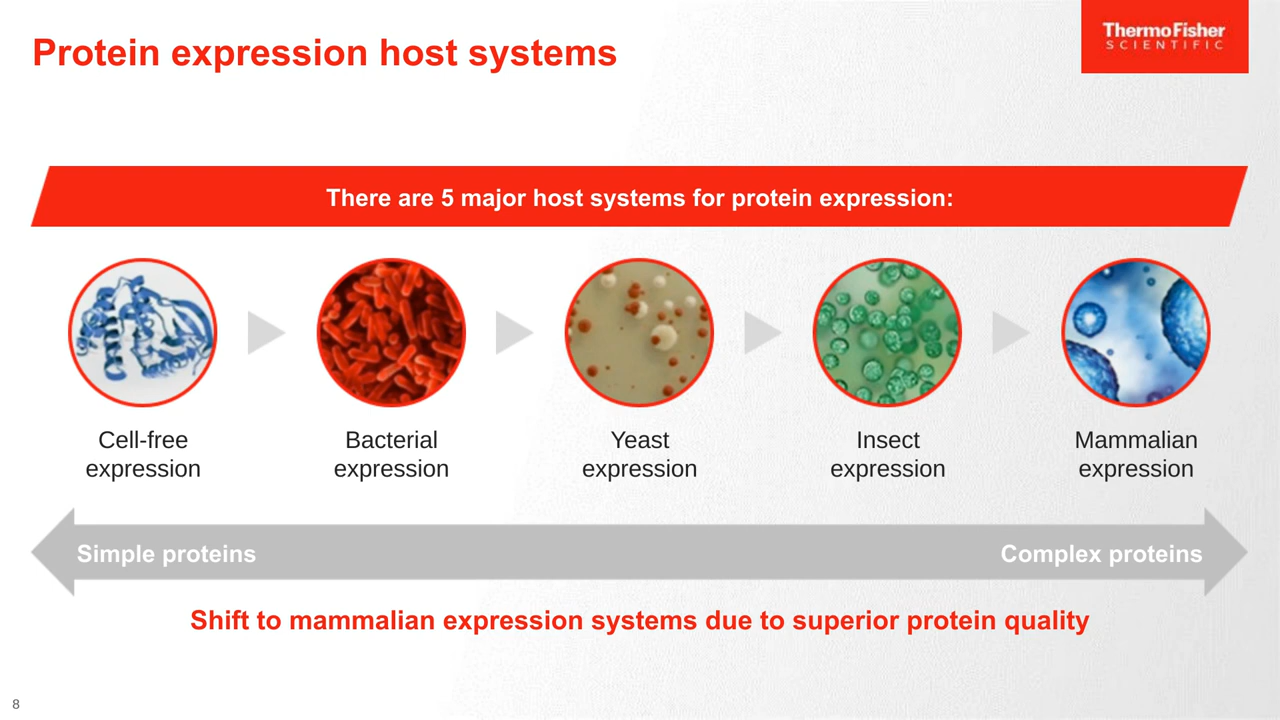 Protein expression host systems
ThermoFisher
SCIENTIFIC
There are 5 major host systems for protein expression:
Cell-free
expression
Bacterial
expression
Yeast
expression
Insect
expression
Mammalian
expression
Simple proteins
Complex proteins
Shift to mammalian expression systems due to superior protein quality
8